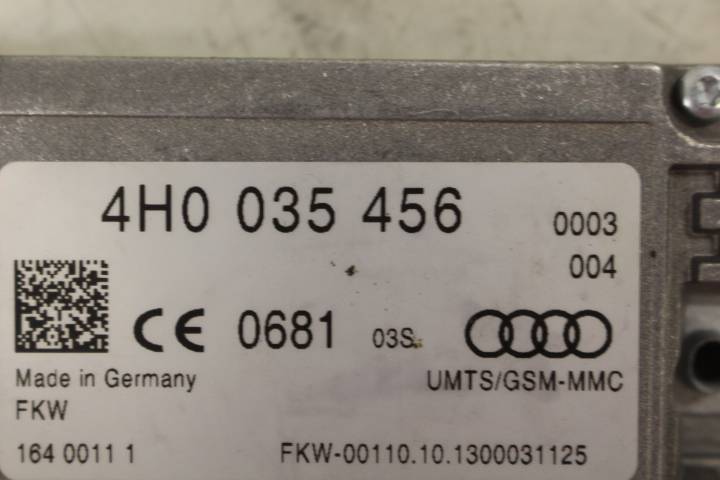 4H0 035 456 0003
004
CE 0681 03S
Made in Germany UMTS/GSM-MMC
FKW
164 0011 1 FKW-00110.10.1300031125